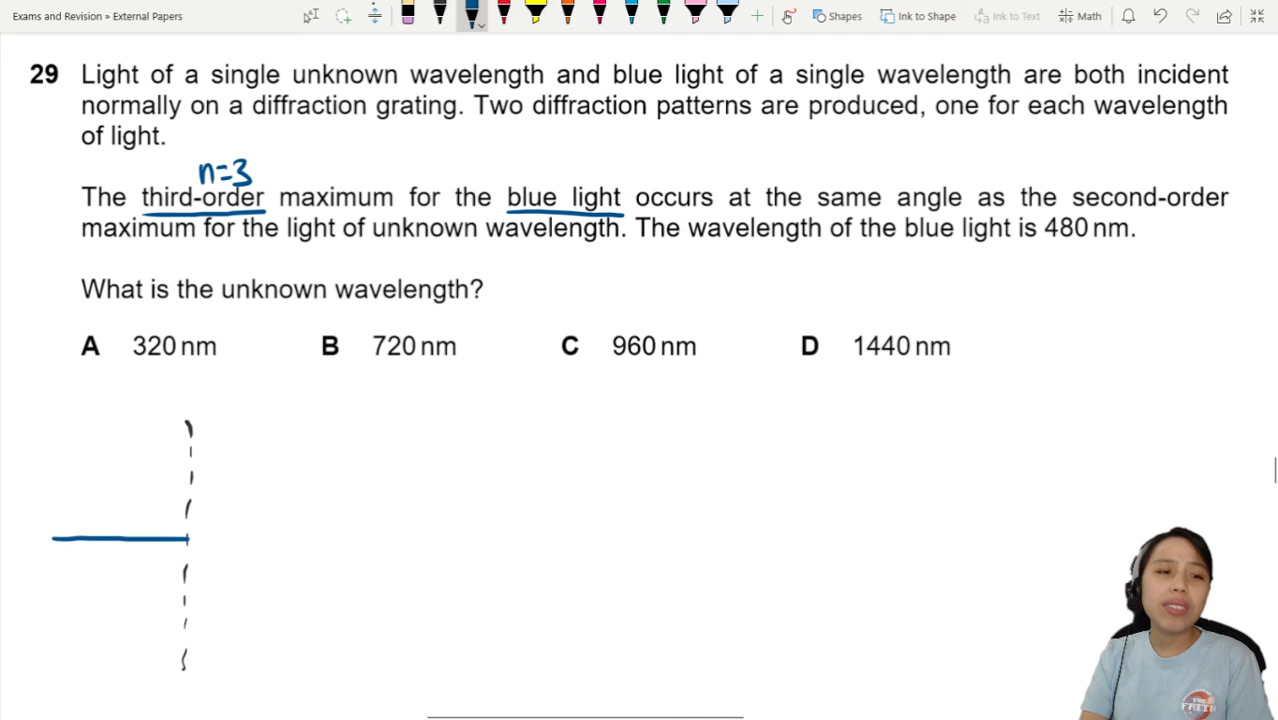 Exams and Revision » External Papers
Shapes
Ink to Shape
Ink to Text
Math
29 Light of a single unknown wavelength and blue light of a single wavelength are both incident
normally on a diffraction grating. Two diffraction patterns are produced, one for each wavelength
of light.
n=3
The third-order maximum for the blue light occurs at the same angle as the second-order
maximum for the light of unknown wavelength. The wavelength of the blue light is 480 nm.
What is the unknown wavelength?
A 320 nm B 720 nm C 960 nm D 1440 nm